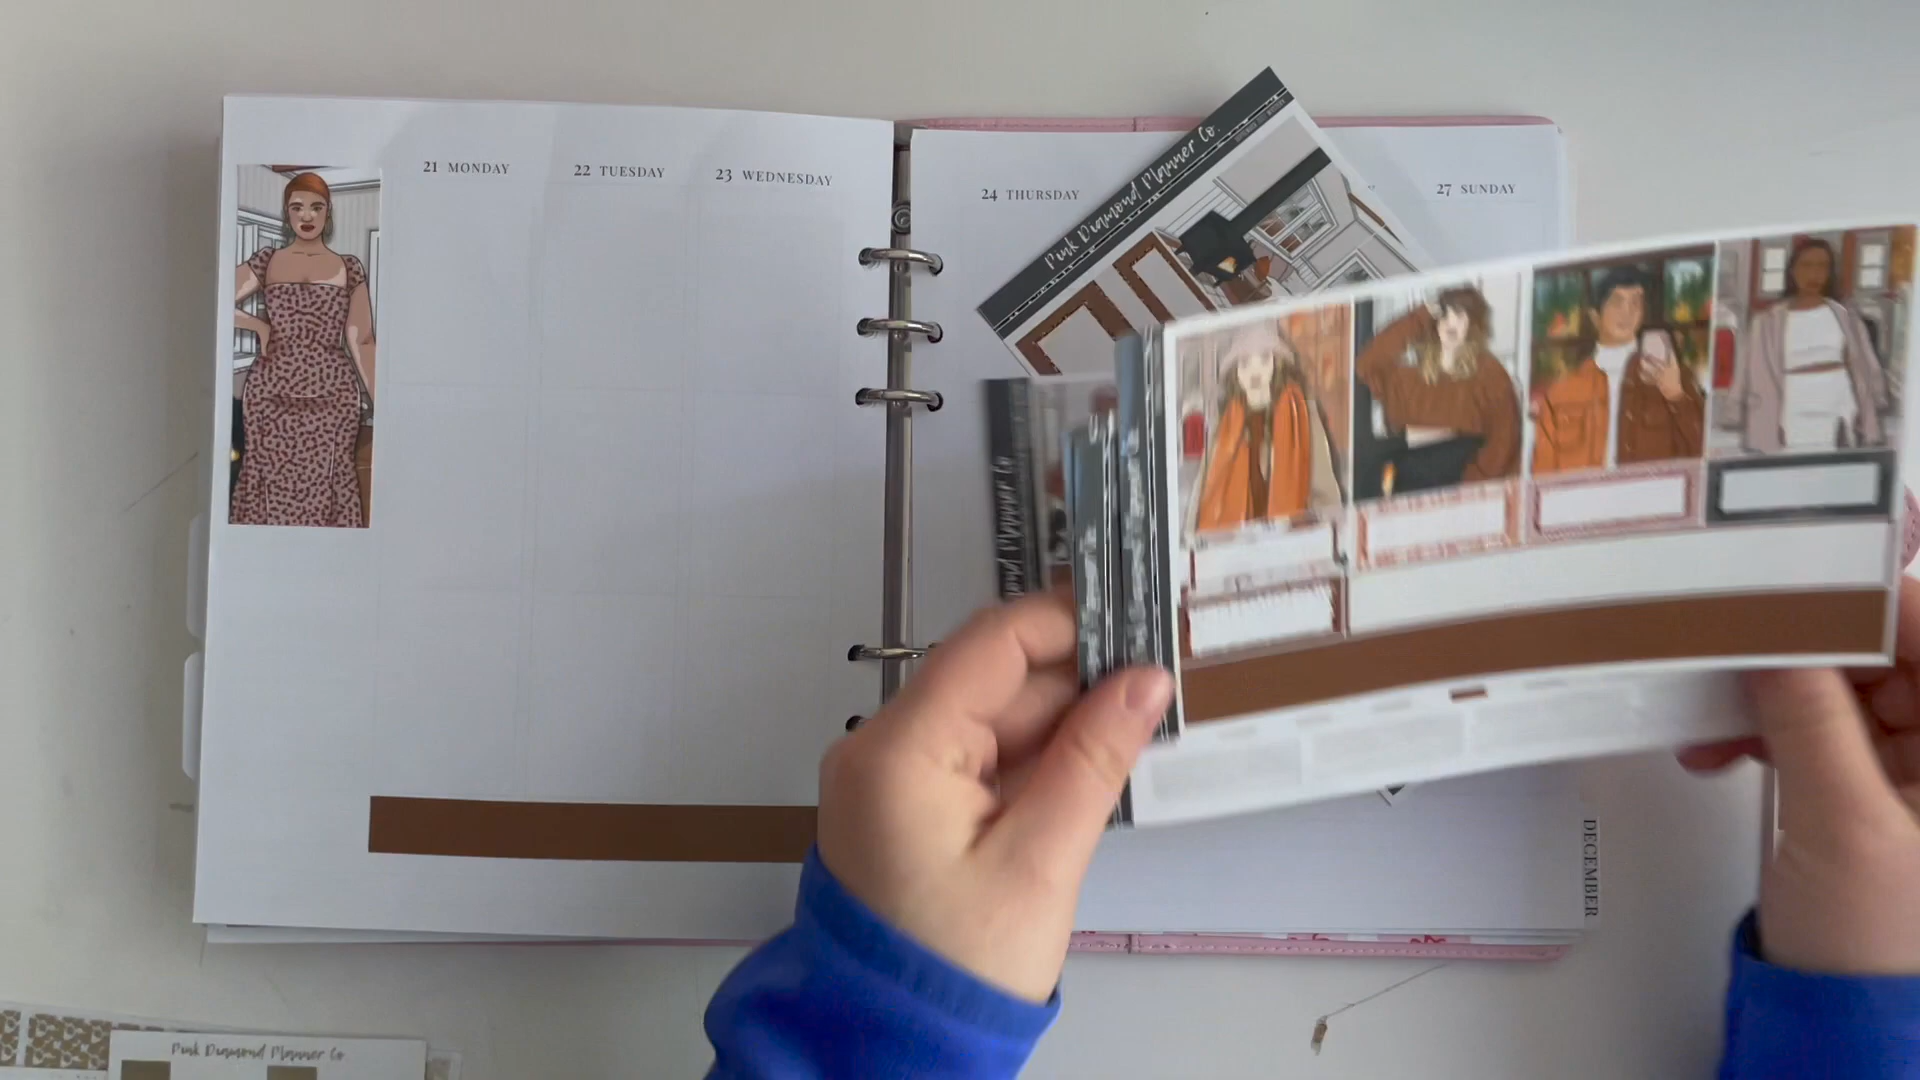 21 MONDAY
22 TUESDAY
23 WEDNESDAY
24 THURSDAY
27 SUNDAY
Pink Diamond Planner Co.
DECEMBER
Pink Diamond Planner Co